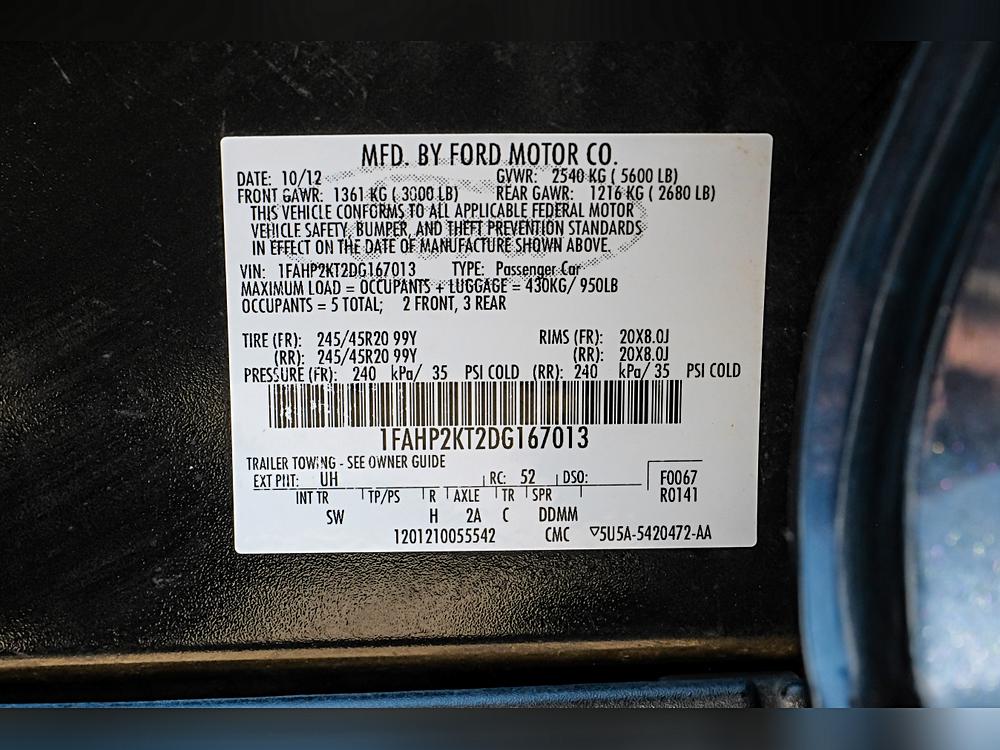 MFD. BY FORD MOTOR CO.
DATE: 10/12 GVWR: 2540 KG ( 5600 LB)
FRONT GAWR: 1361 KG ( 3000 LB) REAR GAWR: 1216 KG ( 2680 LB)
THIS VEHICLE CONFORMS TO ALL APPLICABLE FEDERAL MOTOR
VEHICLE SAFETY, BUMPER, AND THEFT PREVENTION STANDARDS
IN EFFECT ON THE DATE OF MANUFACTURE SHOWN ABOVE.
VIN: 1FAHP2KT2DG167013 TYPE: Passenger Car
MAXIMUM LOAD = OCCUPANTS + LUGGAGE = 430KG/ 950LB
OCCUPANTS = 5 TOTAL; 2 FRONT, 3 REAR
TIRE (FR): 245/45R20 99Y RIMS (FR): 20X8.0J
(RR): 245/45R20 99Y (RR): 20X8.0J
PRESSURE (FR): 240 kPa/ 35 PSI COLD (RR): 240 kPa/ 35 PSI COLD
1FAHP2KT2DG167013
TRAILER TOWING - SEE OWNER GUIDE
EXT PNT: UH RC: 52 DSO: F0067
INT TR TP/PS R AXLE TR SPR R0141
SW H 2A C DDMM
1201210055542 CMC ▽5U5A-5420472-AA